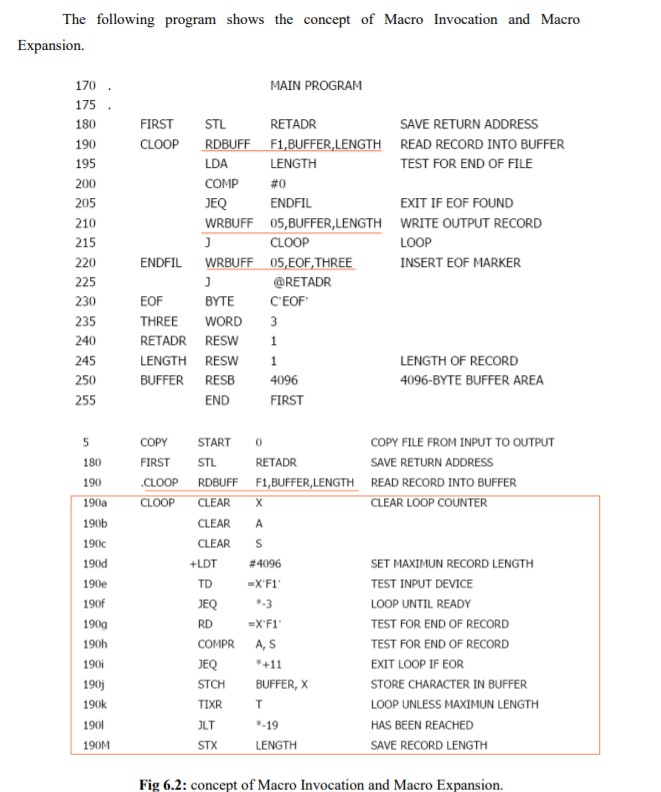 The following program shows the concept of Macro Invocation and Macro
Expansion.
170 . MAIN PROGRAM
175 .
180 FIRST STL RETADR SAVE RETURN ADDRESS
190 CLOOP RDBUFF F1,BUFFER,LENGTH READ RECORD INTO BUFFER
195 LDA LENGTH TEST FOR END OF FILE
200 COMP #0
205 JEQ ENDFIL EXIT IF EOF FOUND
210 WRBUFF 05,BUFFER,LENGTH WRITE OUTPUT RECORD
215 J CLOOP LOOP
220 ENDFIL WRBUFF 05,EOF,THREE INSERT EOF MARKER
225 J @RETADR
230 EOF BYTE C'EOF'
235 THREE WORD 3
240 RETADR RESW 1
245 LENGTH RESW 1 LENGTH OF RECORD
250 BUFFER RESB 4096 4096-BYTE BUFFER AREA
255 END FIRST
5 COPY START 0 COPY FILE FROM INPUT TO OUTPUT
180 FIRST STL RETADR SAVE RETURN ADDRESS
190 .CLOOP RDBUFF F1,BUFFER,LENGTH READ RECORD INTO BUFFER
190a CLOOP CLEAR X CLEAR LOOP COUNTER
190b CLEAR A
190c CLEAR S
190d +LDT #4096 SET MAXIMUN RECORD LENGTH
190e TD =X'F1' TEST INPUT DEVICE
190f JEQ *-3 LOOP UNTIL READY
190g RD =X'F1' TEST FOR END OF RECORD
190h COMPR A, S TEST FOR END OF RECORD
190i JEQ *+11 EXIT LOOP IF EOR
190j STCH BUFFER, X STORE CHARACTER IN BUFFER
190k TIXR T LOOP UNLESS MAXIMUN LENGTH
190l JLT *-19 HAS BEEN REACHED
190M STX LENGTH SAVE RECORD LENGTH
Fig 6.2: concept of Macro Invocation and Macro Expansion.